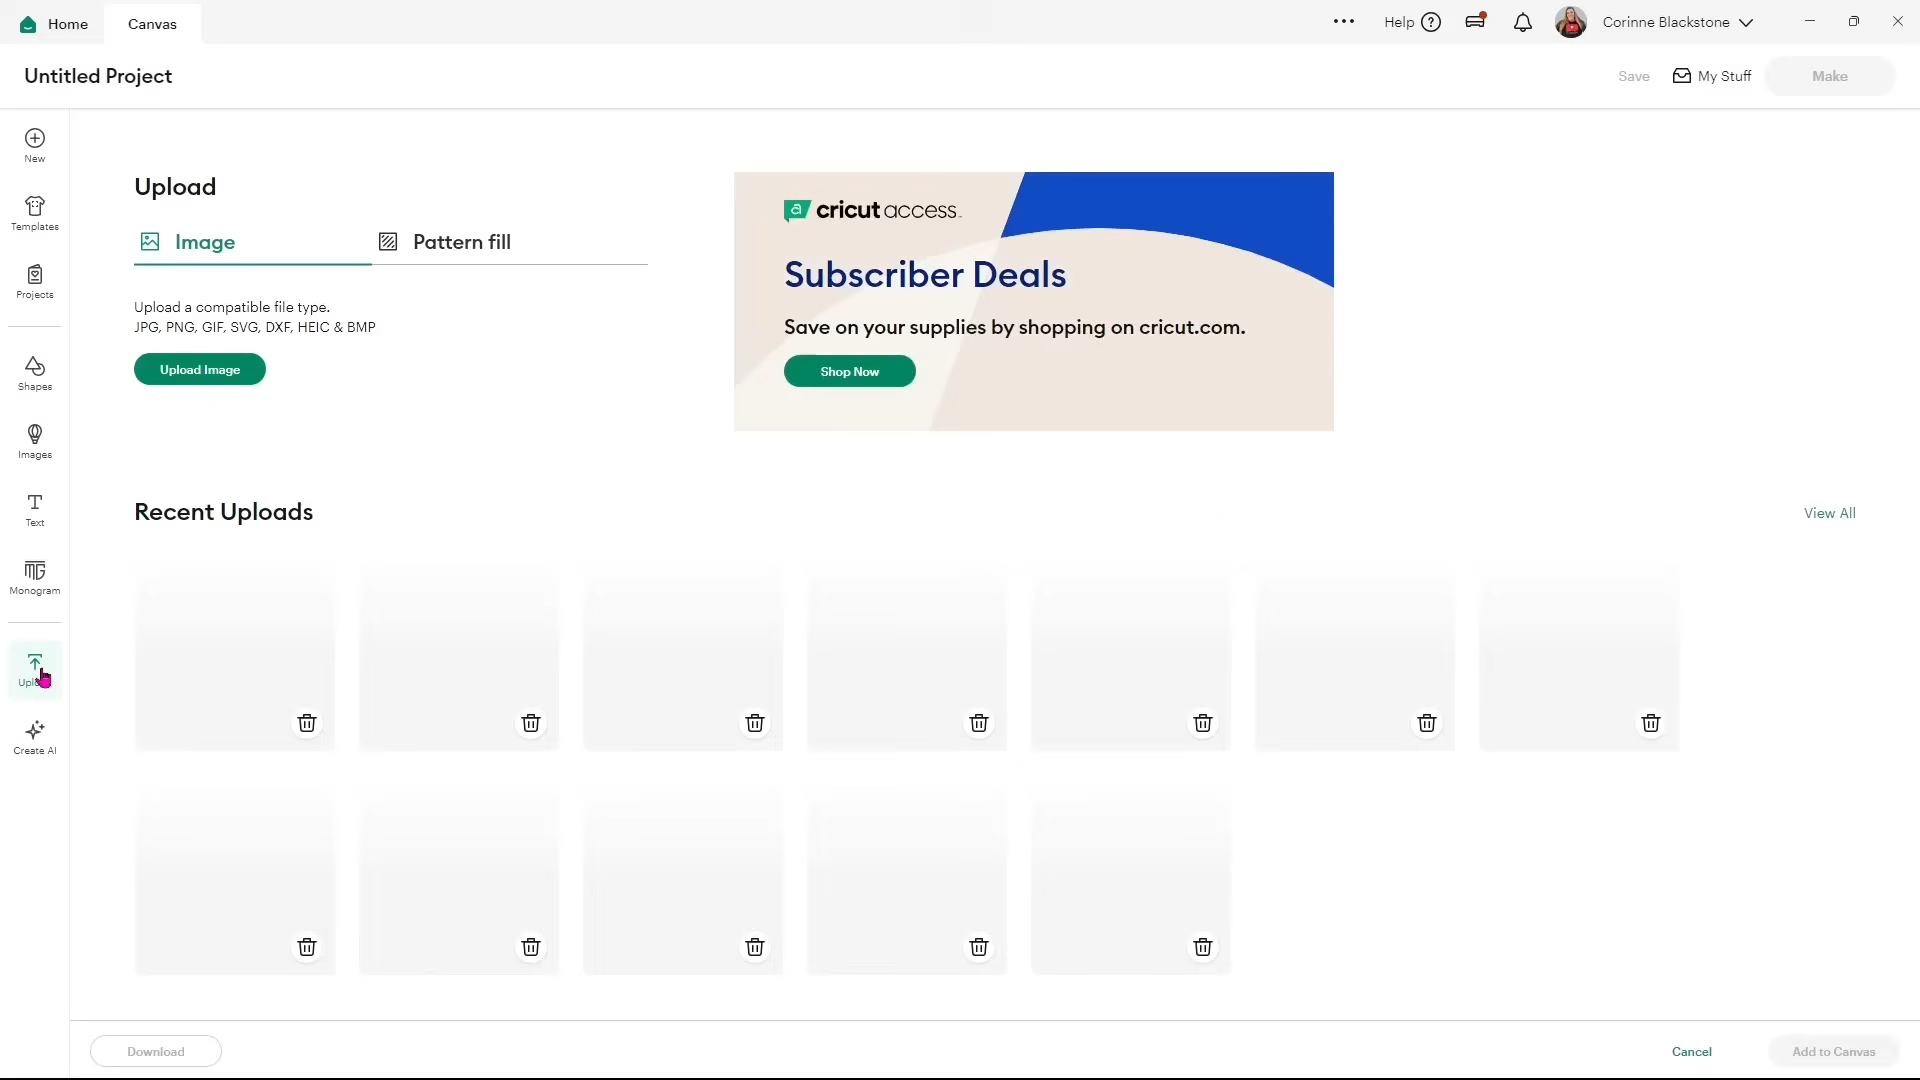 Home
Canvas
Help
Corinne Blackstone
Untitled Project
Save
My Stuff
Make
New
Templates
Projects
Shapes
Images
Text
Monogram
Create AI
Upload
Image
Pattern fill
Upload a compatible file type.
JPG, PNG, GIF, SVG, DXF, HEIC & BMP
Upload Image
a cricut access™
Subscriber Deals
Save on your supplies by shopping on cricut.com.
Shop Now
Recent Uploads
View All
Download
Cancel
Add to Canvas